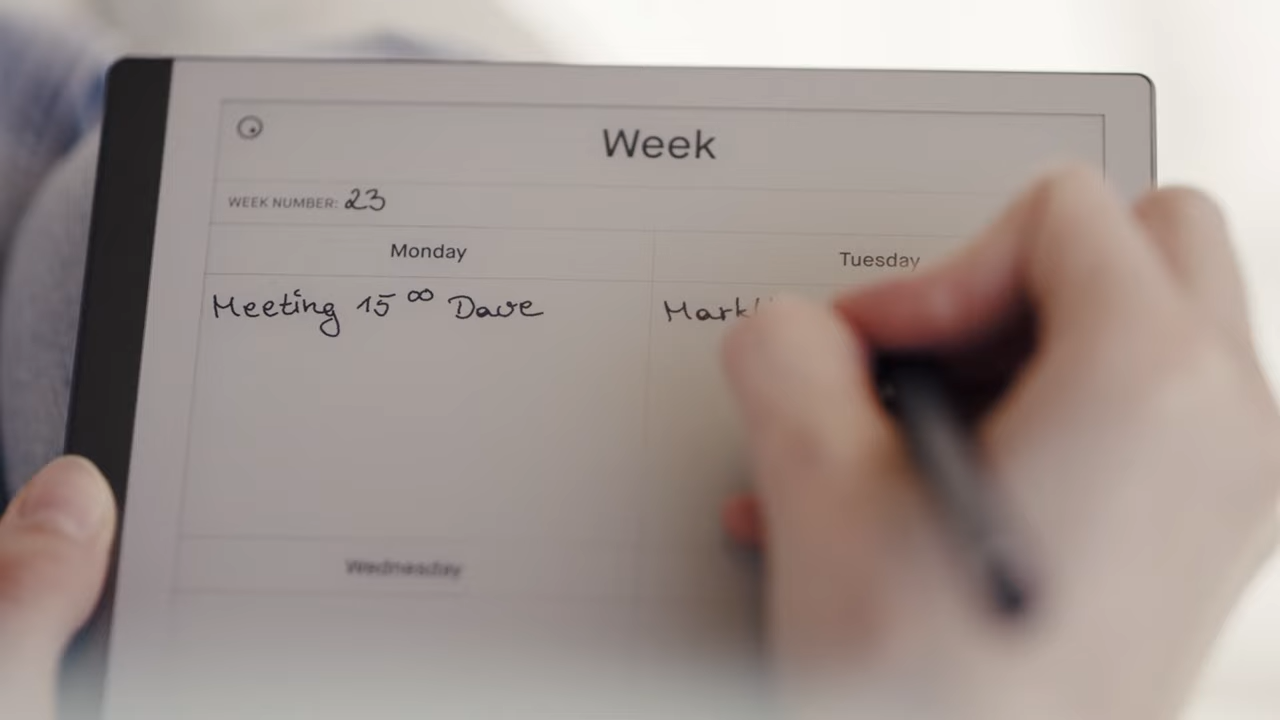 Week
WEEK NUMBER: 23
Monday
Tuesday
Meeting 15 00 Dave
Wednesday